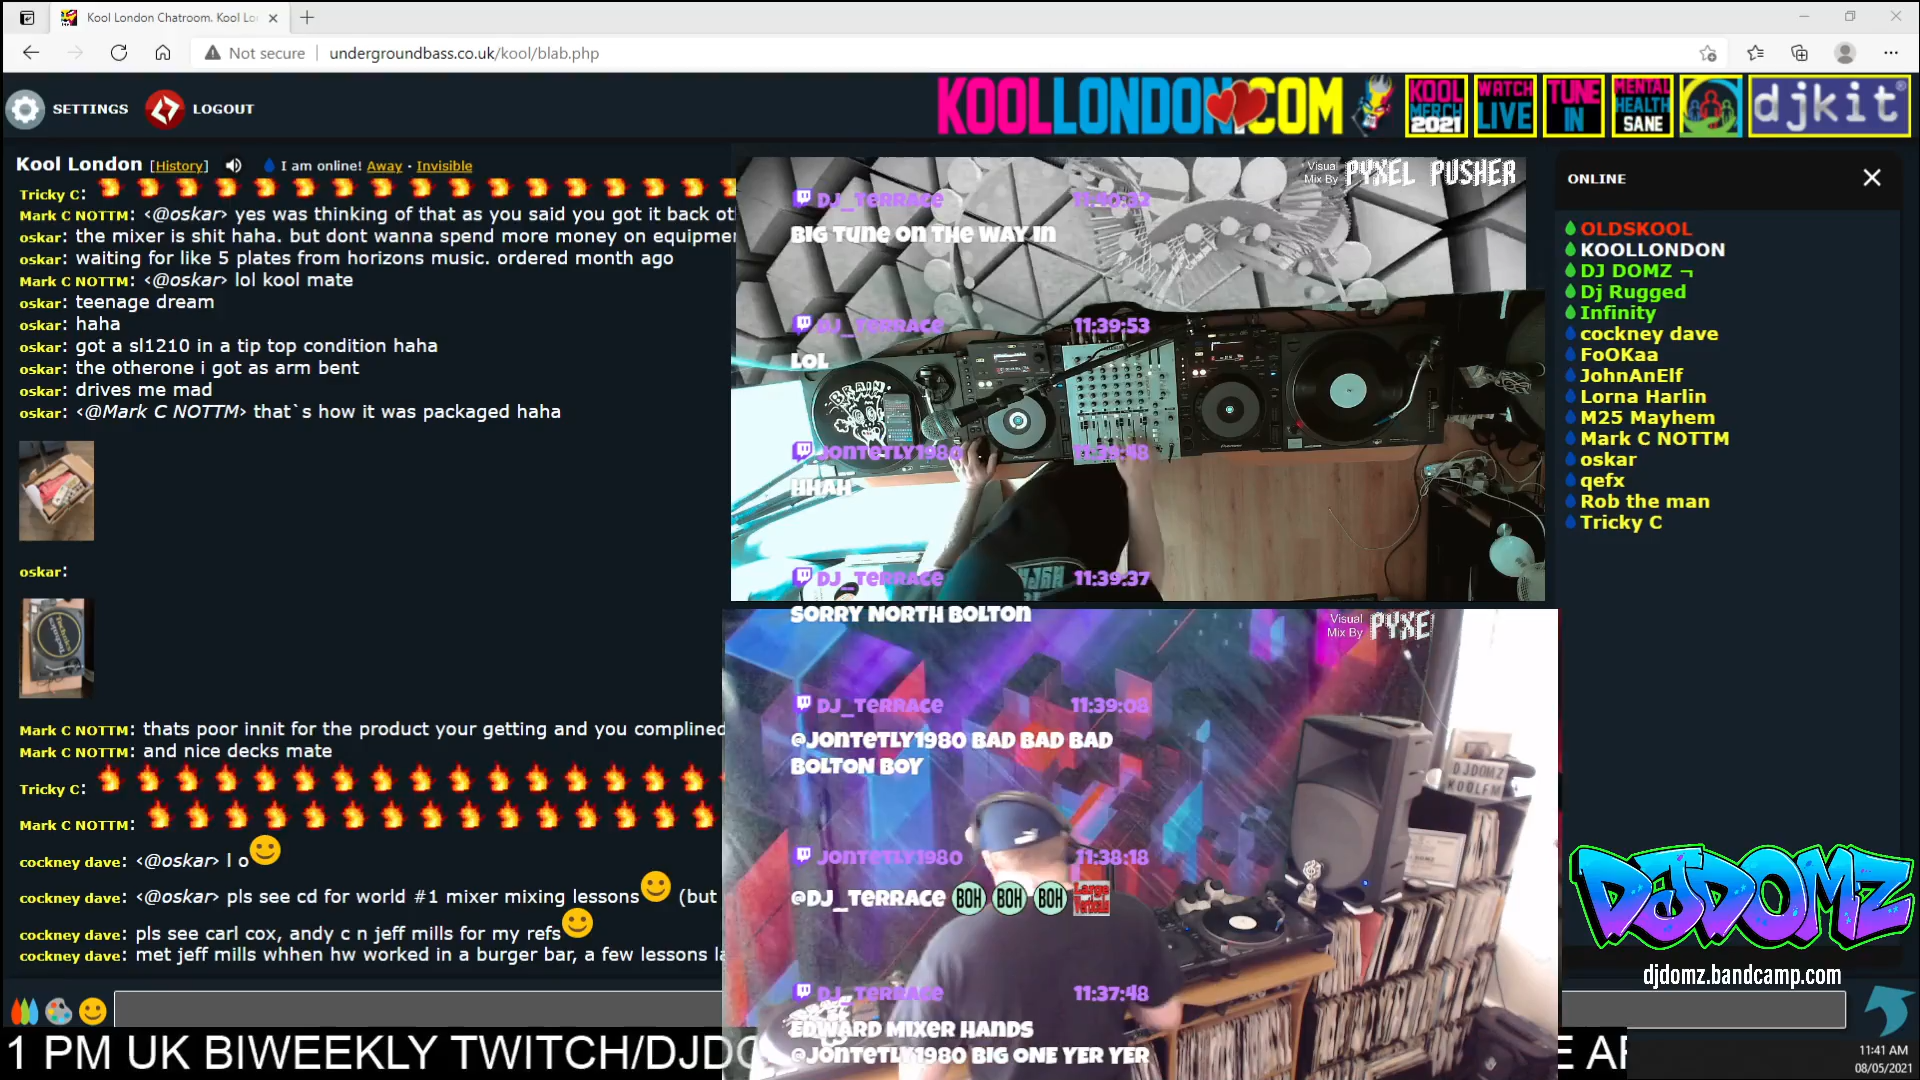 Kool London Chatroom. Kool Lo
Not secure
undergroundbass.co.uk/kool/blab.php
SETTINGS
LOGOUT
KOOLLONDON.COM
KOOL MERCH 2021
WATCH LIVE
TUNE IN
MENTAL HEALTH SANE
djkit
Kool London [History]
I am online! Away · Invisible
Tricky C:
Mark C NOTTM: <@oskar> yes was thinking of that as you said you got it back ot
oskar: the mixer is shit haha. but dont wanna spend more money on equipme
oskar: waiting for like 5 plates from horizons music. ordered month ago
Mark C NOTTM: <@oskar> lol kool mate
oskar: teenage dream
oskar: haha
oskar: got a sl1210 in a tip top condition haha
oskar: the otherone i got as arm bent
oskar: drives me mad
oskar: <@Mark C NOTTM> that`s how it was packaged haha
oskar:
Mark C NOTTM: thats poor innit for the product your getting and you complined
Mark C NOTTM: and nice decks mate
Tricky C:
Mark C NOTTM:
cockney dave: <@oskar> l o
cockney dave: <@oskar> pls see cd for world #1 mixer mixing lessons (but
cockney dave: pls see carl cox, andy c n jeff mills for my refs
cockney dave: met jeff mills whhen hw worked in a burger bar, a few lessons la
Visual Mix By PYXEL PUSHER
DJ_Terrace 11:40:32
BIG TUNE ON THE WAY IN
DJ_Terrace 11:39:53
LOL
BRAIN
Jontetly1980 11:39:48
HHAH
DJ_Terrace 11:39:37
SORRY NORTH BOLTON
Visual Mix By PYXE
DJ_Terrace 11:39:08
@Jontetly1980 BAD BAD BAD
BOLTON BOY
DJDOMZ
KOOLFM
Jontetly1980 11:38:18
@DJ_Terrace BOH BOH BOH Large
DJ_Terrace 11:37:48
EDWARD MIXER HANDS
@Jontetly1980 BIG ONE YER YER
ONLINE
OLDSKOOL
KOOLLONDON
DJ DOMZ ¬
Dj Rugged
Infinity
cockney dave
FoOKaa
JohnAnElf
Lorna Harlin
M25 Mayhem
Mark C NOTTM
oskar
qefx
Rob the man
Tricky C
DJDOMZ
djdomz.bandcamp.com
1 PM UK BIWEEKLY TWITCH/DJD
E AF
11:41 AM
08/05/2021